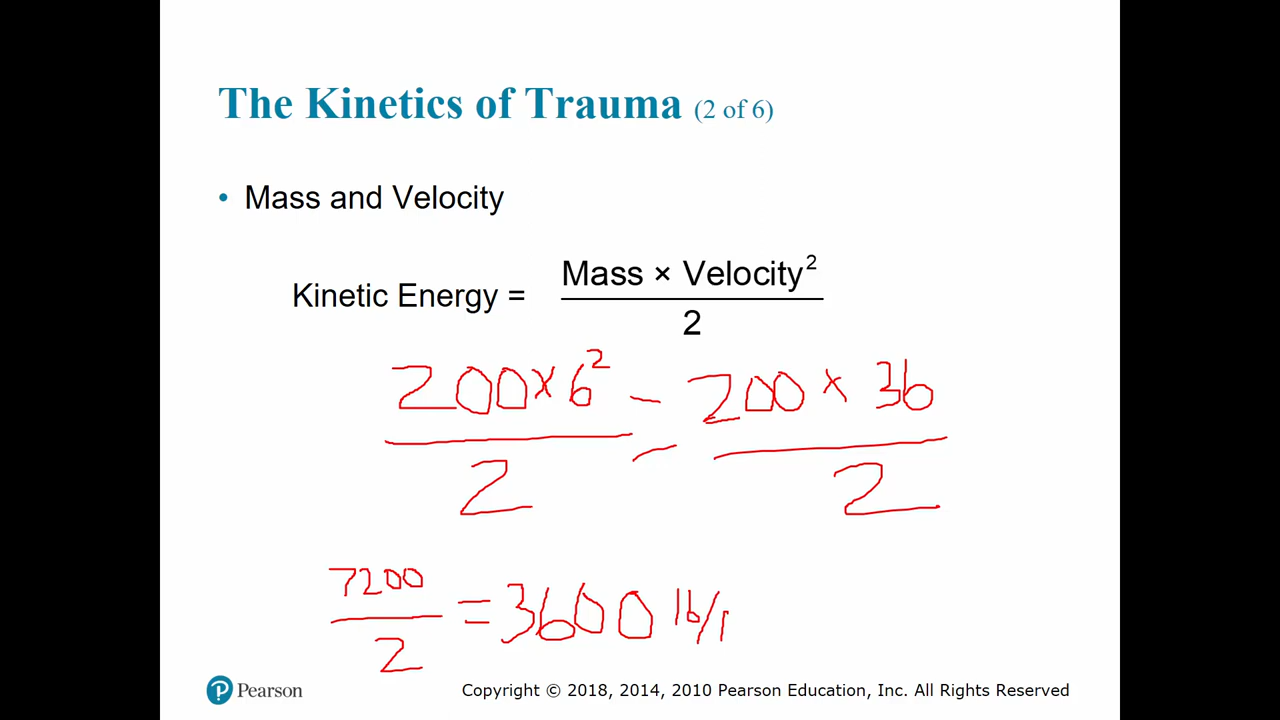 The Kinetics of Trauma (2 of 6)
• Mass and Velocity
Kinetic Energy = Mass × Velocity²
2
200 × 6² = 200 × 36
2 2
7200 = 3600 lb/
2
Pearson Copyright © 2018, 2014, 2010 Pearson Education, Inc. All Rights Reserved